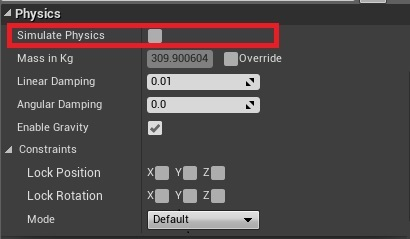 Physics
Simulate Physics
Mass in Kg 309.900604 Override
Linear Damping 0.01
Angular Damping 0.0
Enable Gravity
Constraints
Lock Position X Y Z
Lock Rotation X Y Z
Mode Default